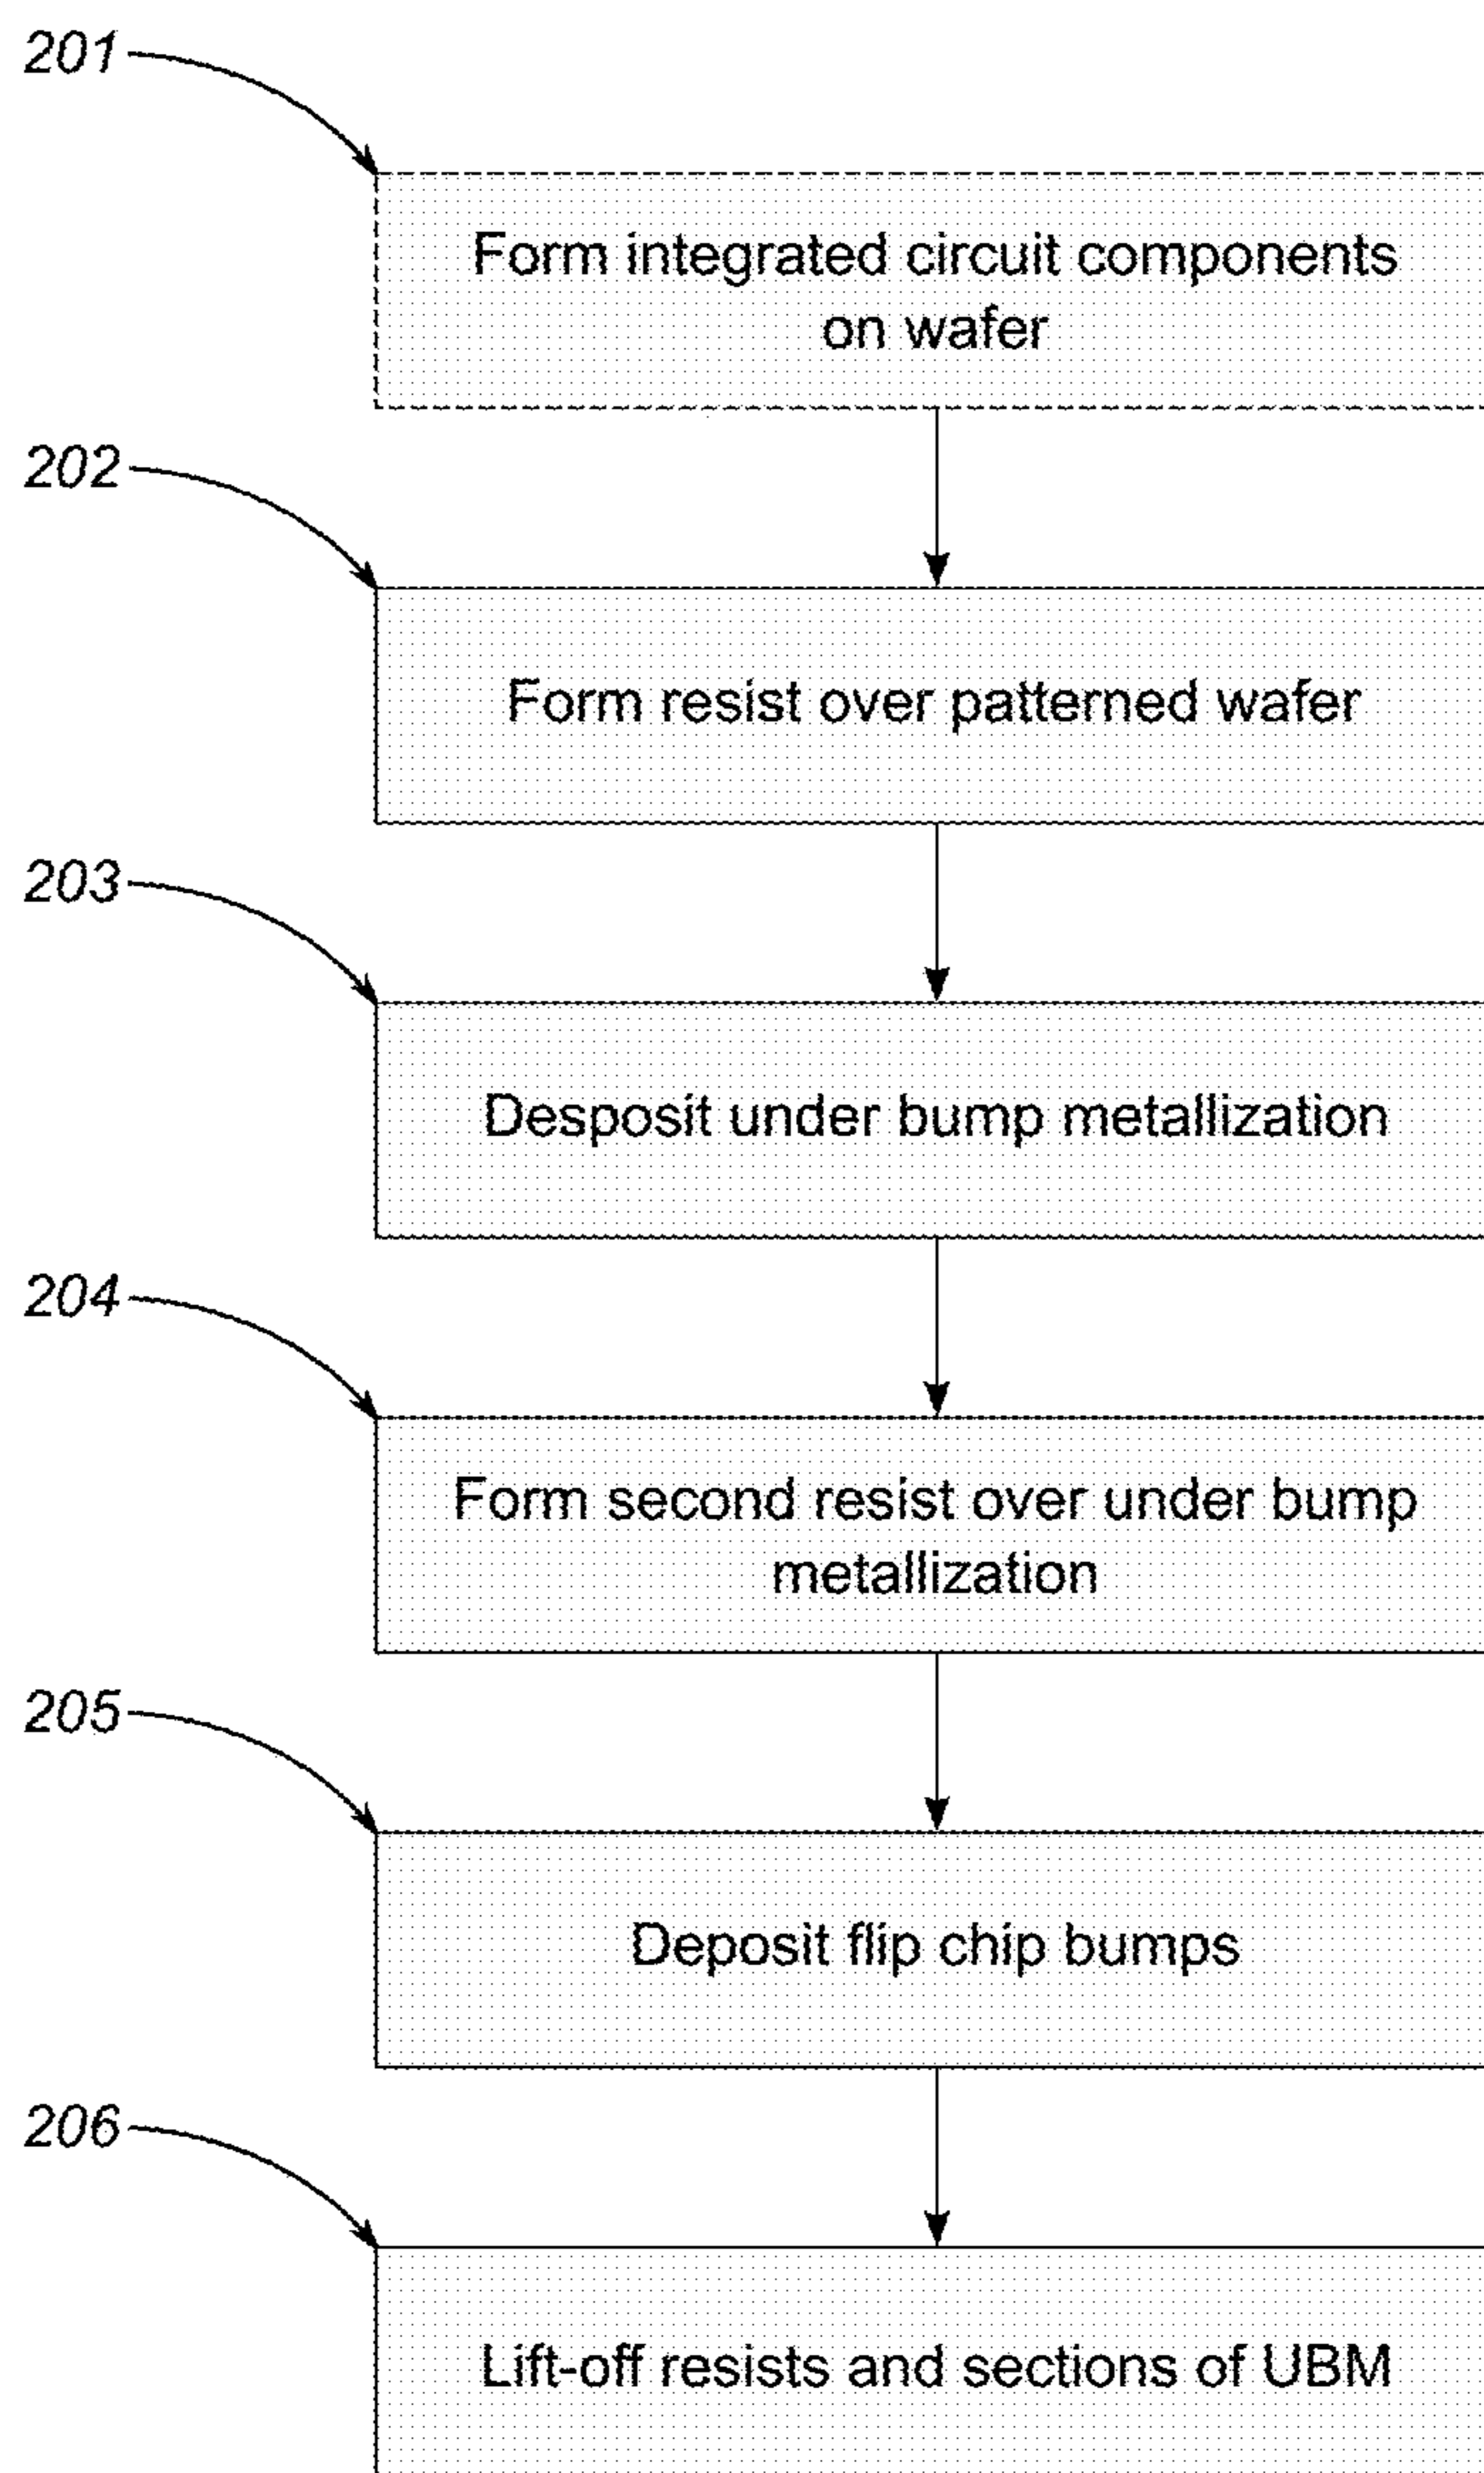 201
Form integrated circuit components
on wafer
202
Form resist over patterned wafer
203
Desposit under bump metallization
204
Form second resist over under bump
metallization
205
Deposit flip chip bumps
206
Lift-off resists and sections of UBM